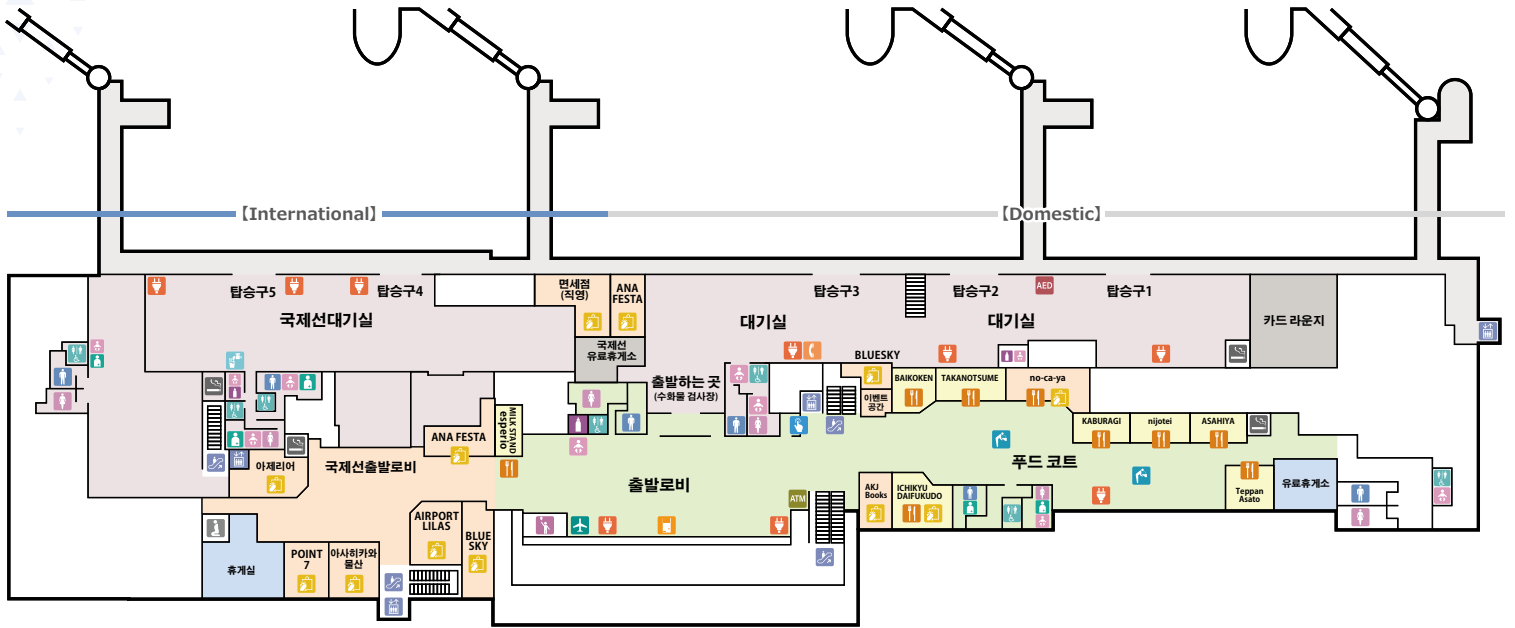 【International】
【Domestic】
탑승구5
탑승구4
국제선대기실
면세점
(직영)
ANA
FESTA
국제선
유료휴게소
탑승구3
탑승구2
AED
탑승구1
대기실
대기실
카드 라운지
출발하는 곳
(수화물 검사장)
BLUESKY
이벤트
공간
BAIKOKEN
TAKANOTSUME
no-ca-ya
KABURAGI
nijotei
ASAHIYA
MILK STAND
esperio
ANA FESTA
국제선출발로비
아제리어
출발로비
푸드 코트
ATM
AKJ
Books
ICHIKYU
DAIFUKUDO
Teppan
Asato
유료휴게소
AIRPORT
LILAS
BLUE
SKY
휴게실
POINT
7
아사히카와
물산